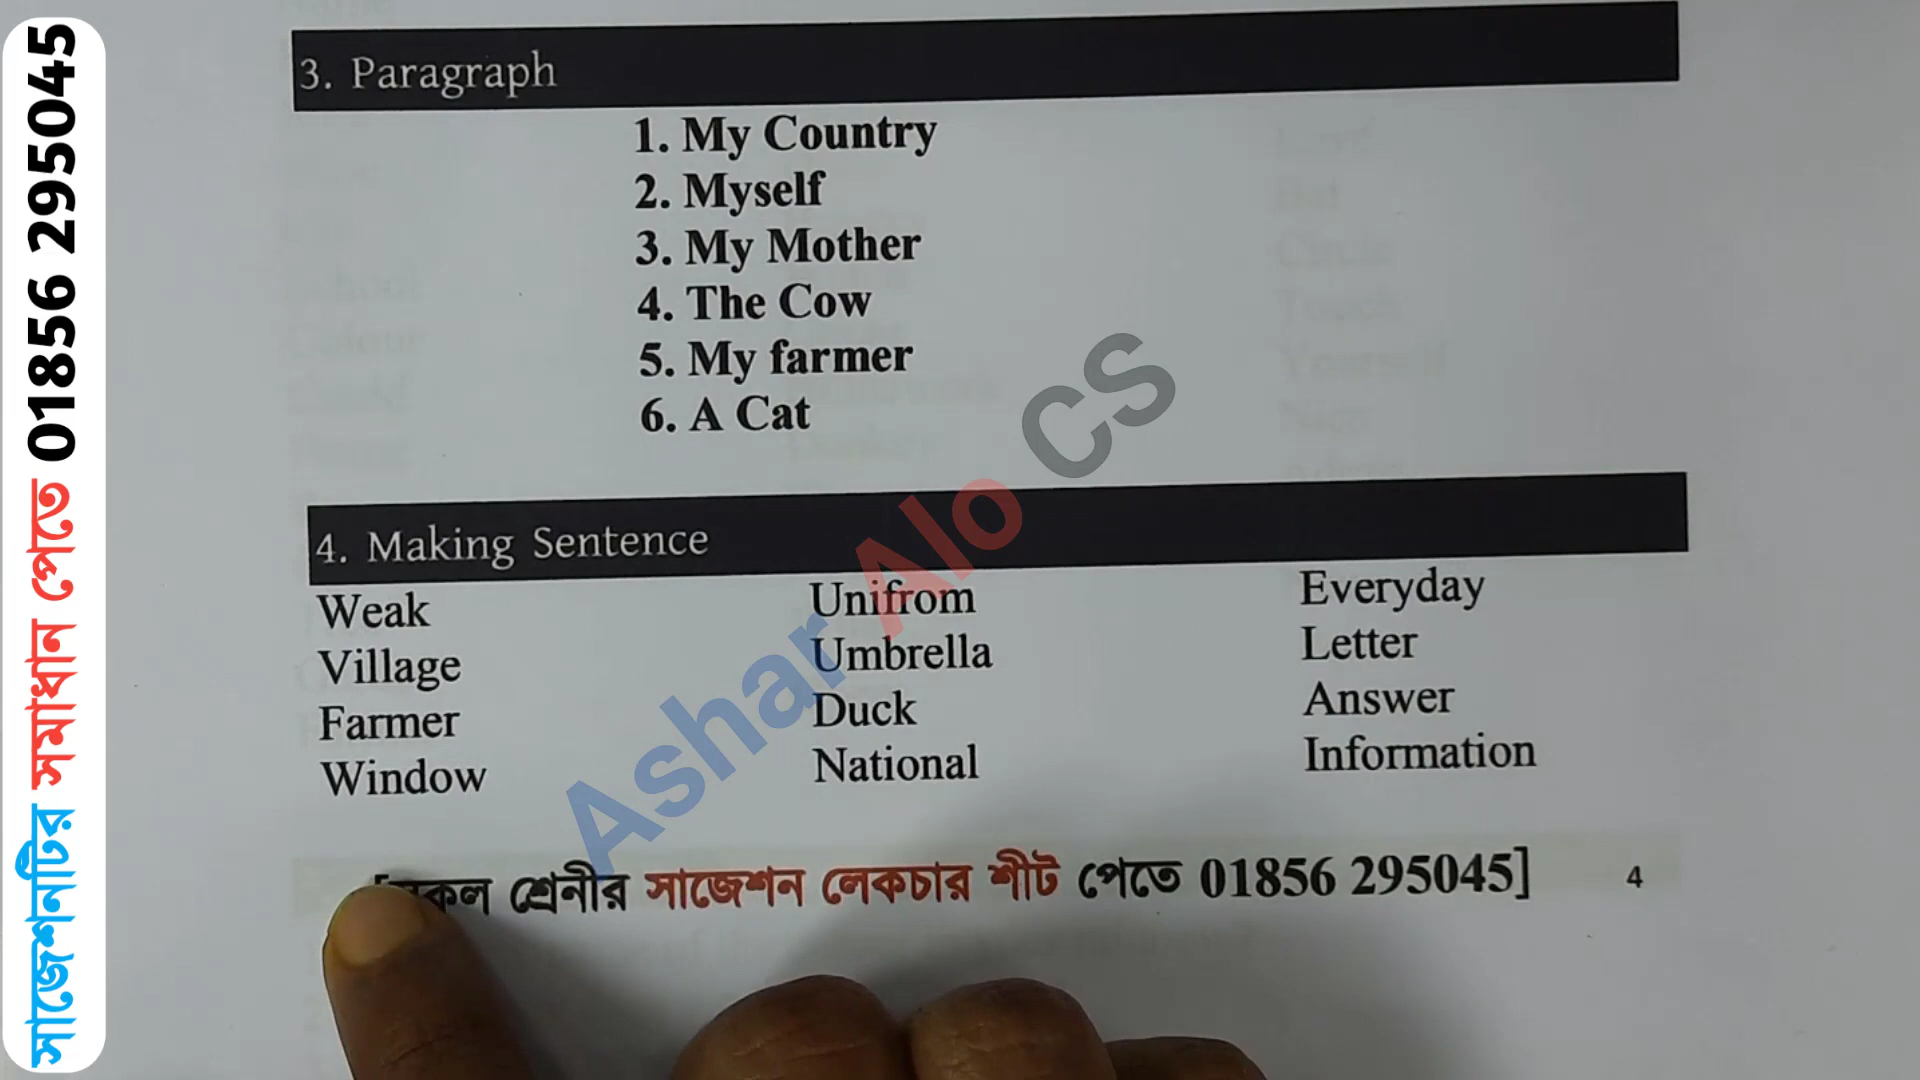 সাজেশনটির সমাধান পেতে 01856 295045
3. Paragraph
1. My Country
2. Myself
3. My Mother
4. The Cow
5. My farmer
6. A Cat
Ashar Alo CS
4. Making Sentence
Weak Unifrom Everyday
Village Umbrella Letter
Farmer Duck Answer
Window National Information
শ্রেনীর সাজেশন লেকচার শীট পেতে 01856 295045] 4